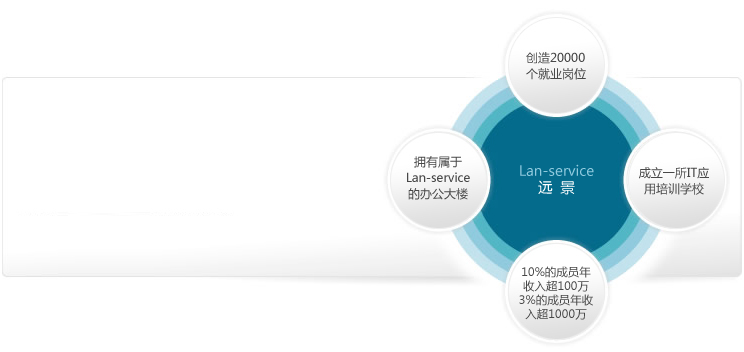 创造20000
个就业岗位
拥有属于
Lan-service
的办公大楼
Lan-service
远 景
成立一所IT应
用培训学校
10%的成员年
收入超100万
3%的成员年收
入超1000万